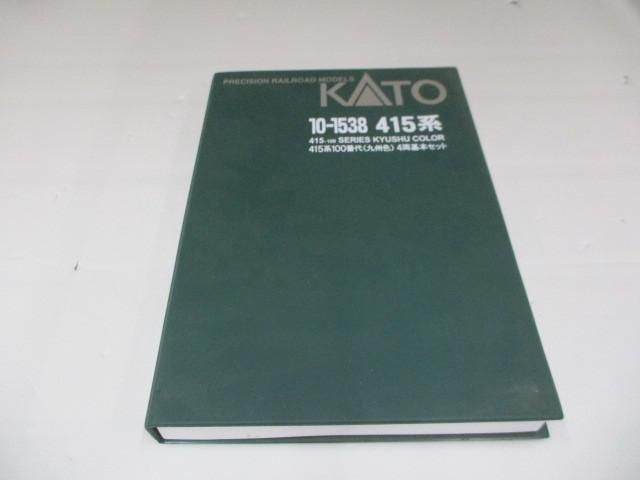 PRECISION RAILROAD MODELS
KATO
10-1538 415系
415-100 SERIES KYUSHU COLOR
415系100番代(九州色) 4両基本セット